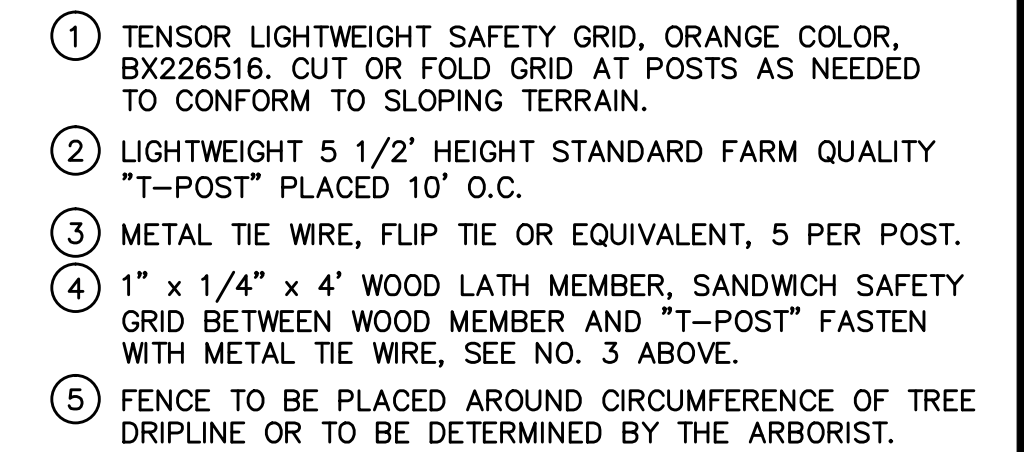 1 TENSOR LIGHTWEIGHT SAFETY GRID, ORANGE COLOR,
BX226516. CUT OR FOLD GRID AT POSTS AS NEEDED
TO CONFORM TO SLOPING TERRAIN.
2 LIGHTWEIGHT 5 1/2' HEIGHT STANDARD FARM QUALITY
"T-POST" PLACED 10' O.C.
3 METAL TIE WIRE, FLIP TIE OR EQUIVALENT, 5 PER POST.
4 1" x 1/4" x 4' WOOD LATH MEMBER, SANDWICH SAFETY
GRID BETWEEN WOOD MEMBER AND "T-POST" FASTEN
WITH METAL TIE WIRE, SEE NO. 3 ABOVE.
5 FENCE TO BE PLACED AROUND CIRCUMFERENCE OF TREE
DRIPLINE OR TO BE DETERMINED BY THE ARBORIST.